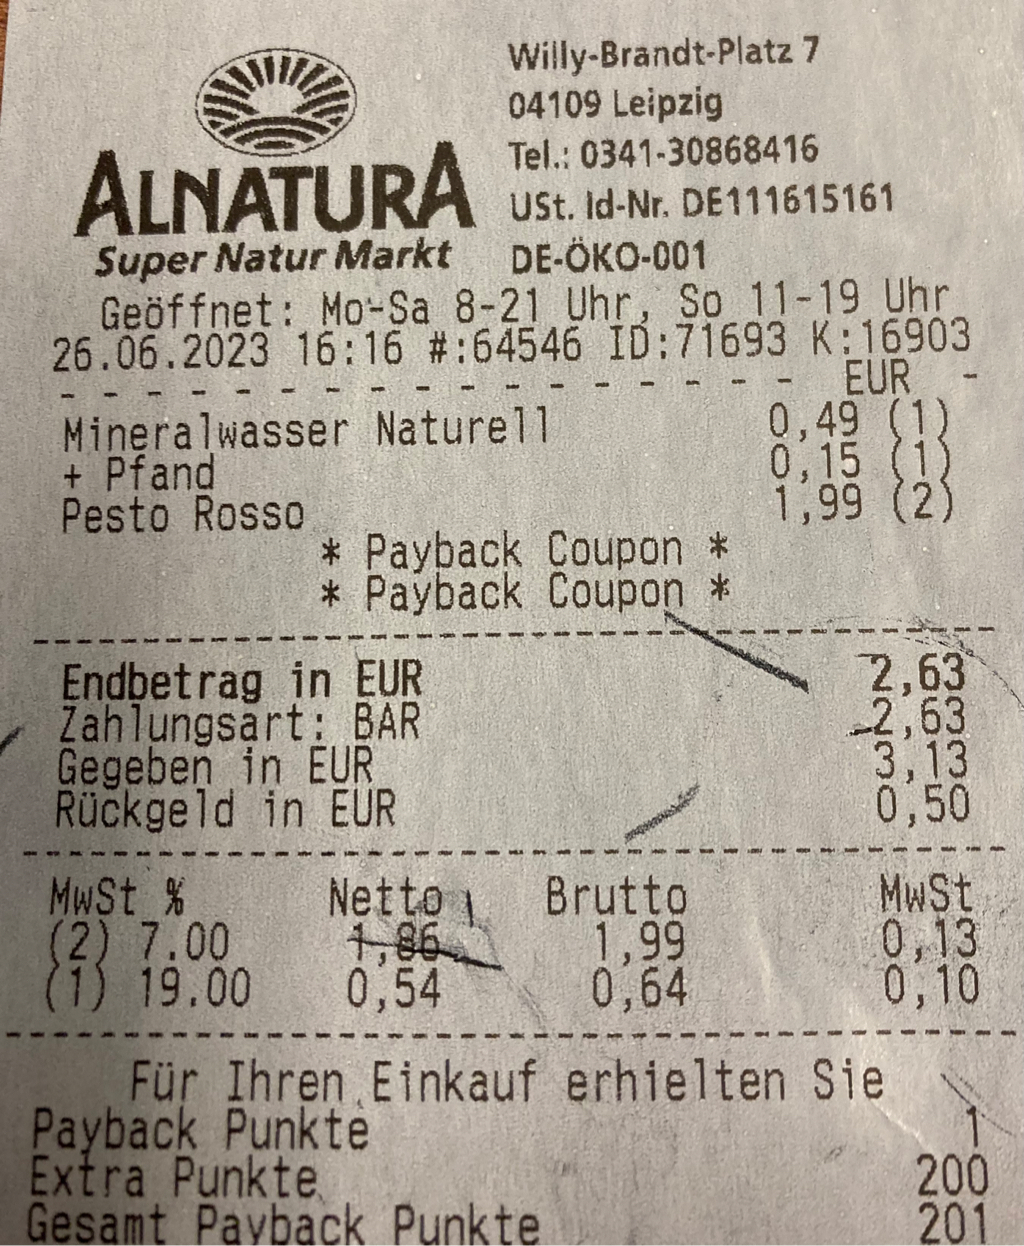 Willy-Brandt-Platz 7
04109 Leipzig
Tel.: 0341-30868416
ALNATURA
USt. Id-Nr. DE111615161
Super Natur Markt
DE-ÖKO-001
Geöffnet: Mo-Sa 8-21 Uhr, So 11-19 Uhr
26.06.2023 16:16 #:64546 ID:71693 K:16903
- - - - - - - - - - - - - - - - - EUR -
Mineralwasser Naturell 0,49 (1)
+ Pfand 0,15 (1)
Pesto Rosso 1,99 (2)
* Payback Coupon *
* Payback Coupon *
Endbetrag in EUR 2,63
Zahlungsart: BAR 2,63
Gegeben in EUR 3,13
Rückgeld in EUR 0,50
MwSt % Netto Brutto MwSt
(2) 7.00 1,86 1,99 0,13
(1) 19.00 0,54 0,64 0,10
Für Ihren Einkauf erhielten Sie
Payback Punkte 1
Extra Punkte 200
Gesamt Payback Punkte 201